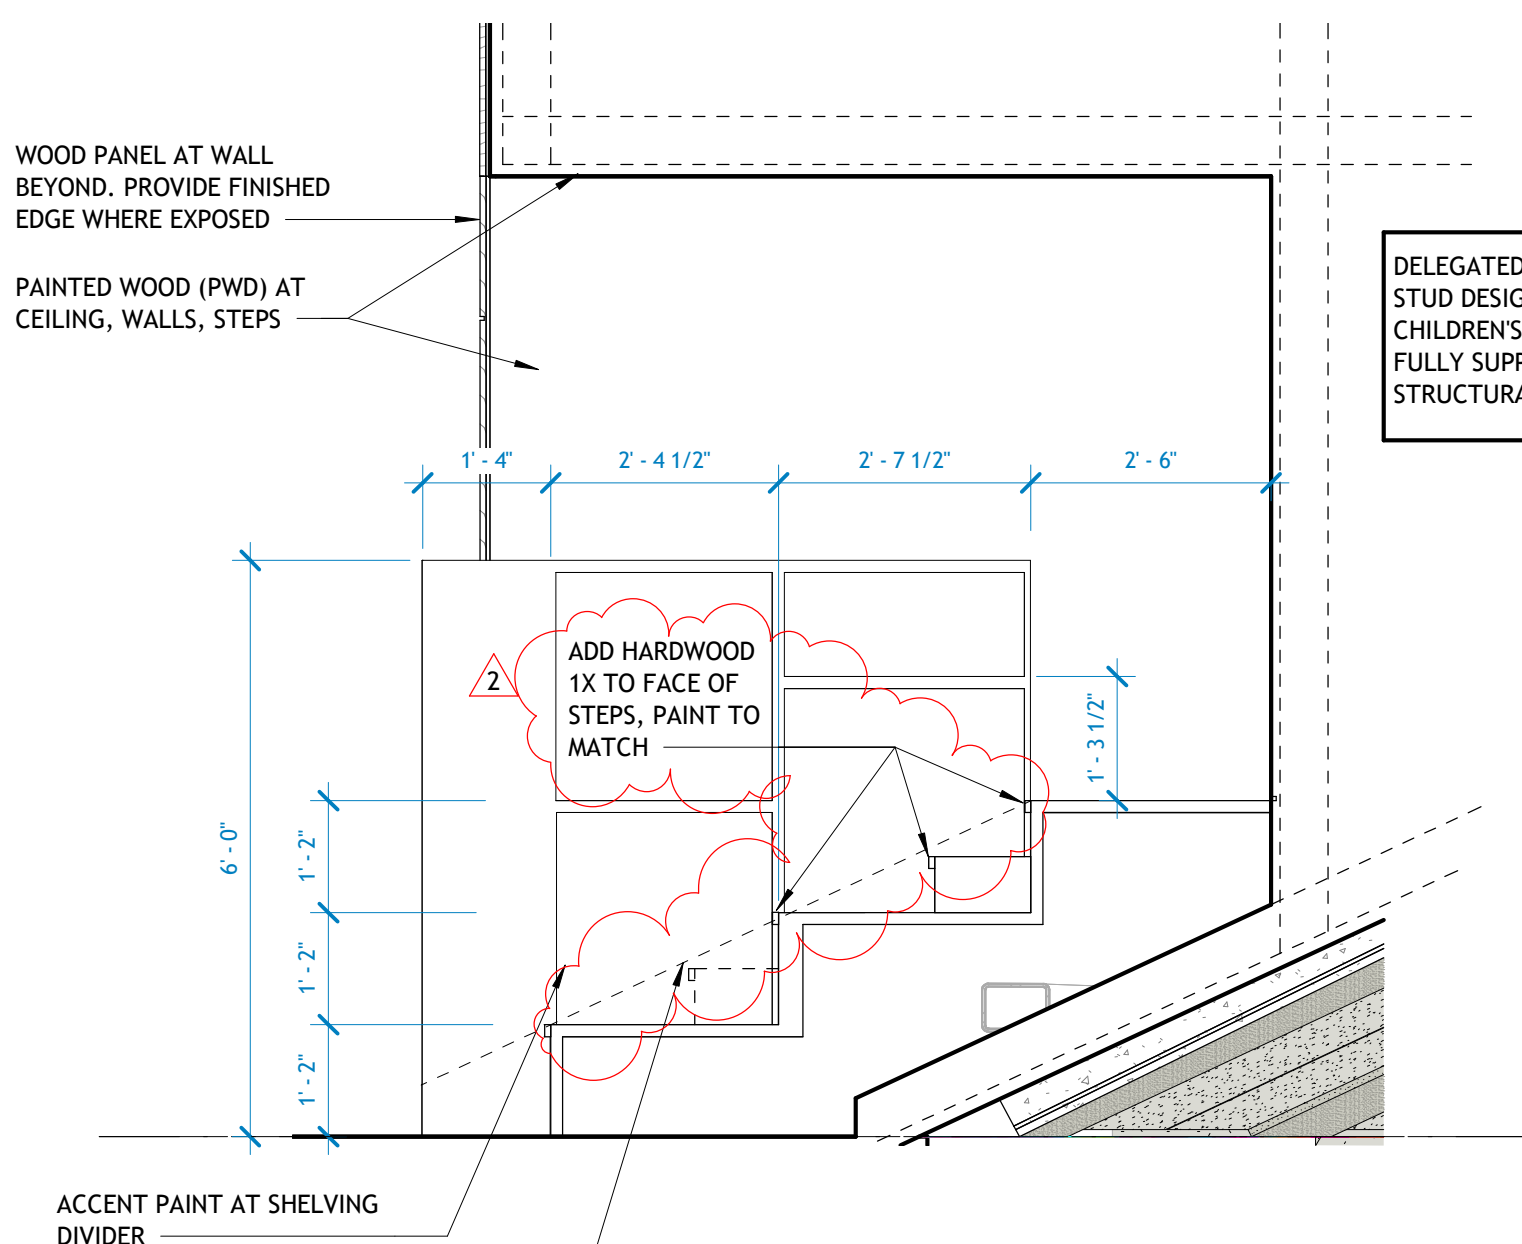 WOOD PANEL AT WALL
BEYOND. PROVIDE FINISHED
EDGE WHERE EXPOSED
PAINTED WOOD (PWD) AT
CEILING, WALLS, STEPS
DELEGATED
STUD DESIG
CHILDREN'S
FULLY SUPP
STRUCTURA
1' - 4"
2' - 4 1/2"
2' - 7 1/2"
2' - 6"
ADD HARDWOOD
1X TO FACE OF
STEPS, PAINT TO
MATCH
2
1' - 3 1/2"
6' - 0"
1' - 2"
1' - 2"
1' - 2"
ACCENT PAINT AT SHELVING
DIVIDER